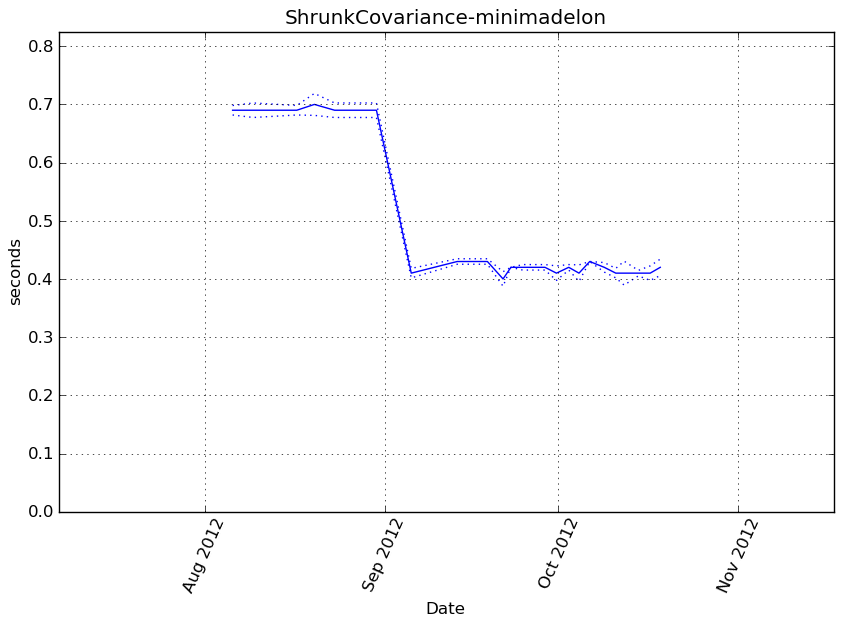 ShrunkCovariance-minimadelon
0.8
0.7
0.6
0.5
0.4
0.3
0.2
0.1
0.0
seconds
Aug 2012
Sep 2012
Oct 2012
Nov 2012
Date